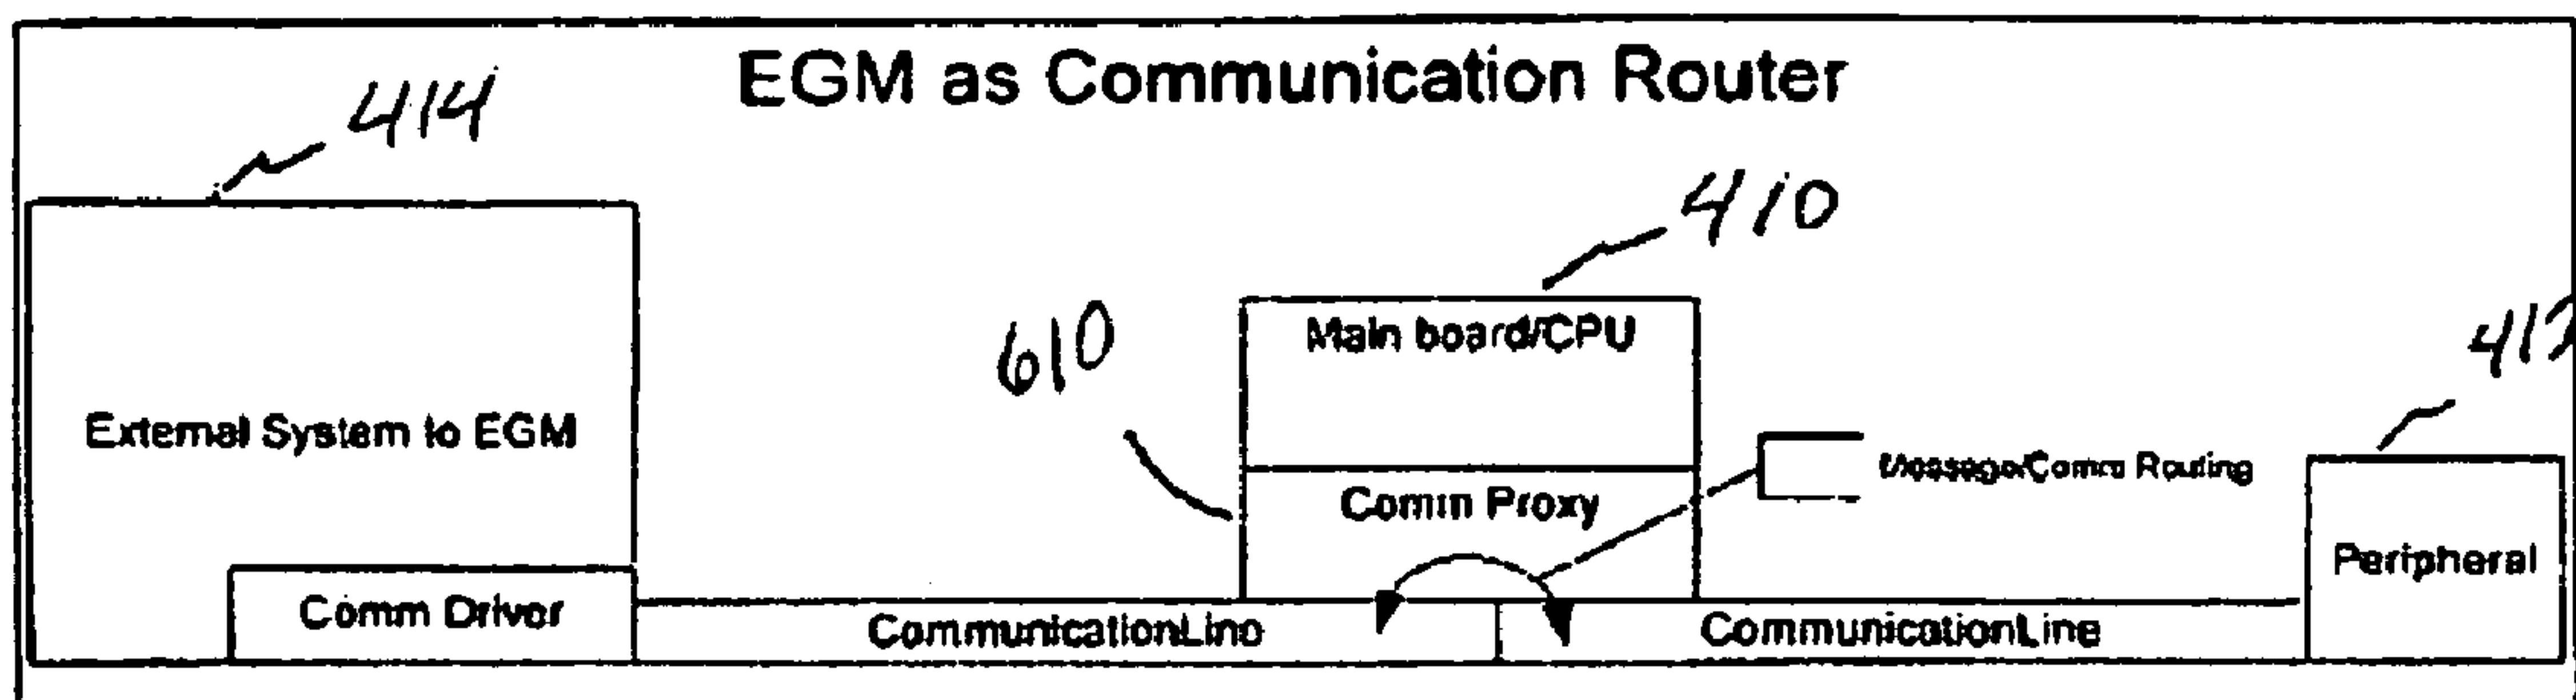 EGM as Communication Router
414
410
412
610
Main board/CPU
External System to EGM
Message/Comm Routing
Comm Proxy
Peripheral
Comm Driver
CommunicationLine
CommunicationLine